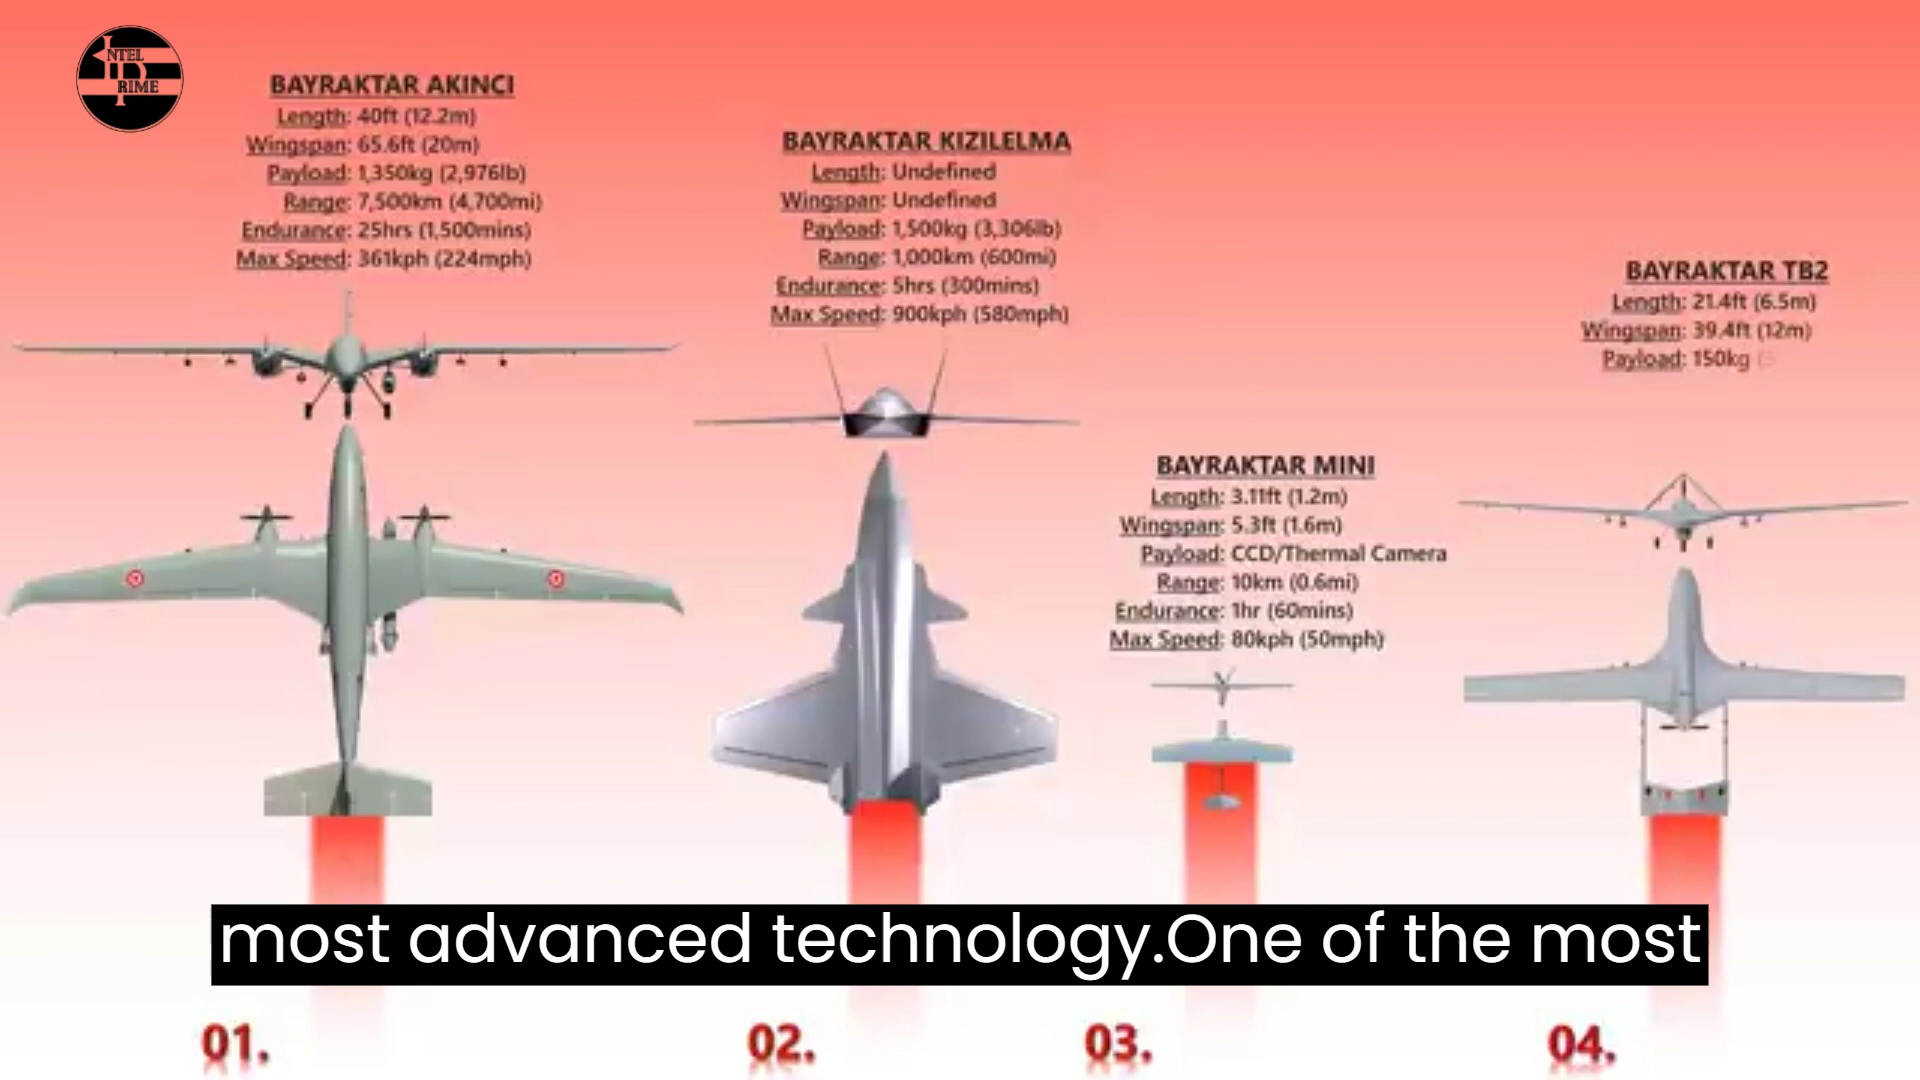 INTEL
PRIME
BAYRAKTAR AKINCI
Length: 40ft (12.2m)
Wingspan: 65.6ft (20m)
Payload: 1,350kg (2,976lb)
Range: 7,500km (4,700mi)
Endurance: 25hrs (1,500mins)
Max Speed: 361kph (224mph)
BAYRAKTAR KIZILELMA
Length: Undefined
Wingspan: Undefined
Payload: 1,500kg (3,306lb)
Range: 1,000km (600mi)
Endurance: 5hrs (300mins)
Max Speed: 900kph (580mph)
BAYRAKTAR MINI
Length: 3.11ft (1.2m)
Wingspan: 5.3ft (1.6m)
Payload: CCD/Thermal Camera
Range: 10km (0.6mi)
Endurance: 1hr (60mins)
Max Speed: 80kph (50mph)
BAYRAKTAR TB2
Length: 21.4ft (6.5m)
Wingspan: 39.4ft (12m)
Payload: 150kg
most advanced technology.One of the most
01.
02.
03.
04.